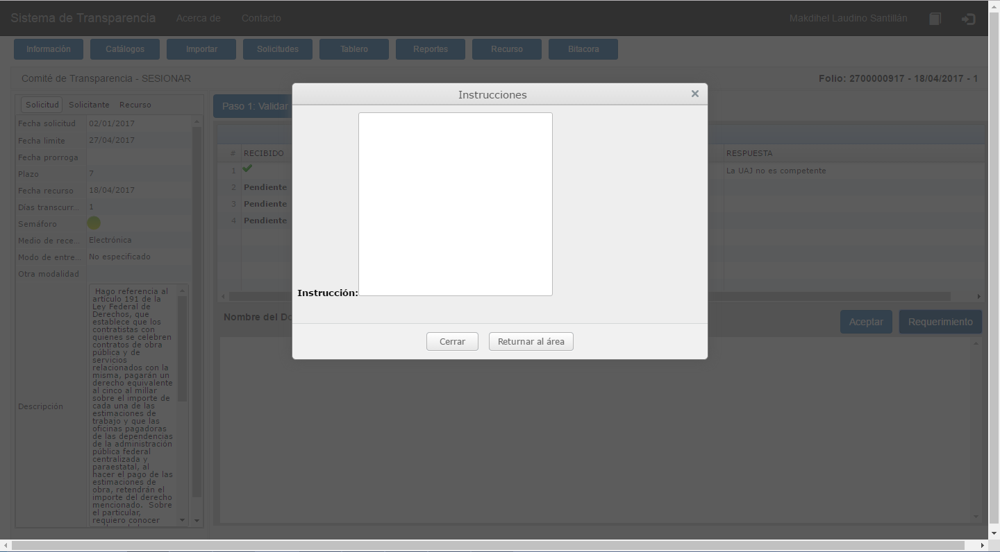 Sistema de Transparencia Acerca de Contacto Makdihel Laudino Santillán
Información Catálogos Importar Solicitudes Tablero Reportes Recurso Bitacora
Comité de Transparencia - SESIONAR Folio: 2700000917 - 18/04/2017 - 1
Instrucciones
Solicitud Solicitante Recurso
Paso 1: Validar
Fecha solicitud 02/01/2017
Fecha limite 27/04/2017
Fecha prorroga
Plazo 7
Fecha recurso 18/04/2017
Días transcurr... 1
Semáforo
Medio de rece... Electrónica
Modo de entre... No especificado
Otra modalidad
Descripción
Hago referencia al
artículo 191 de la
Ley Federal de
Derechos, que
establece que los
contratistas con
quienes se celebren
contratos de obra
pública y de
servicios
relacionados con la
misma, pagarán un
derecho equivalente
al cinco al millar
sobre el importe de
cada una de las
estimaciones de
trabajo y que las
oficinas pagadoras
de las dependencias
de la administración
pública federal
centralizada y
paraestatal, al
hacer el pago de las
estimaciones de
obra, retendrán el
importe del derecho
mencionado. Sobre
el particular,
requiero conocer
# RECIBIDO RESPUESTA
1 La UAJ no es competente
2 Pendiente
3 Pendiente
4 Pendiente
Instrucción:
Nombre del Do
Aceptar Requerimiento
Cerrar Returnar al área